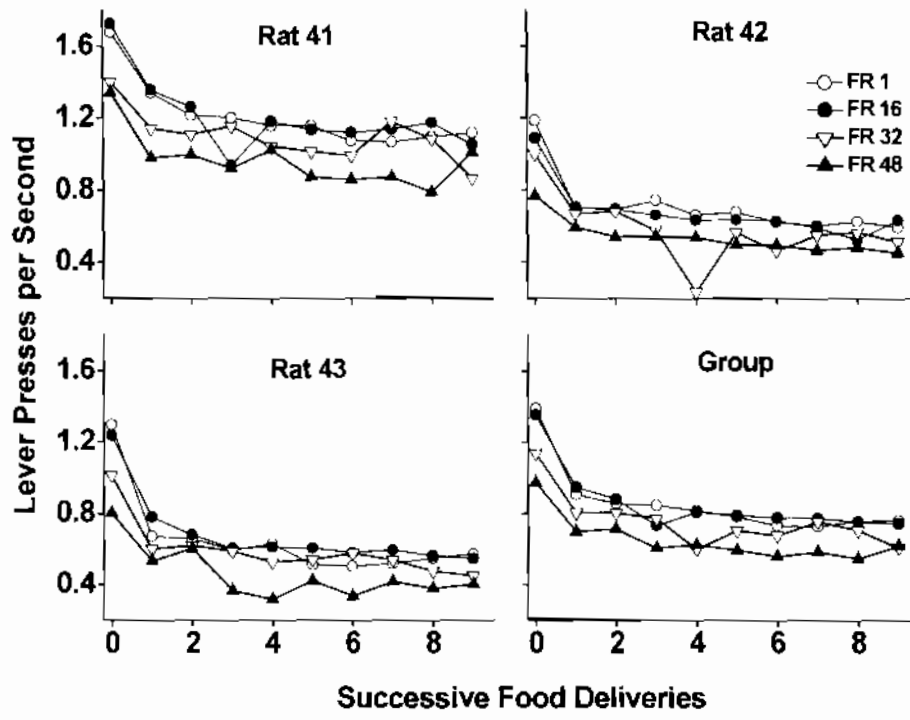 Rat 41
Rat 42
1.6
1.2
0.8
0.4
FR 1
FR 16
FR 32
FR 48
Lever Presses per Second
Rat 43
Group
1.6
1.2
0.8
0.4
0 2 4 6 8
0 2 4 6 8
Successive Food Deliveries